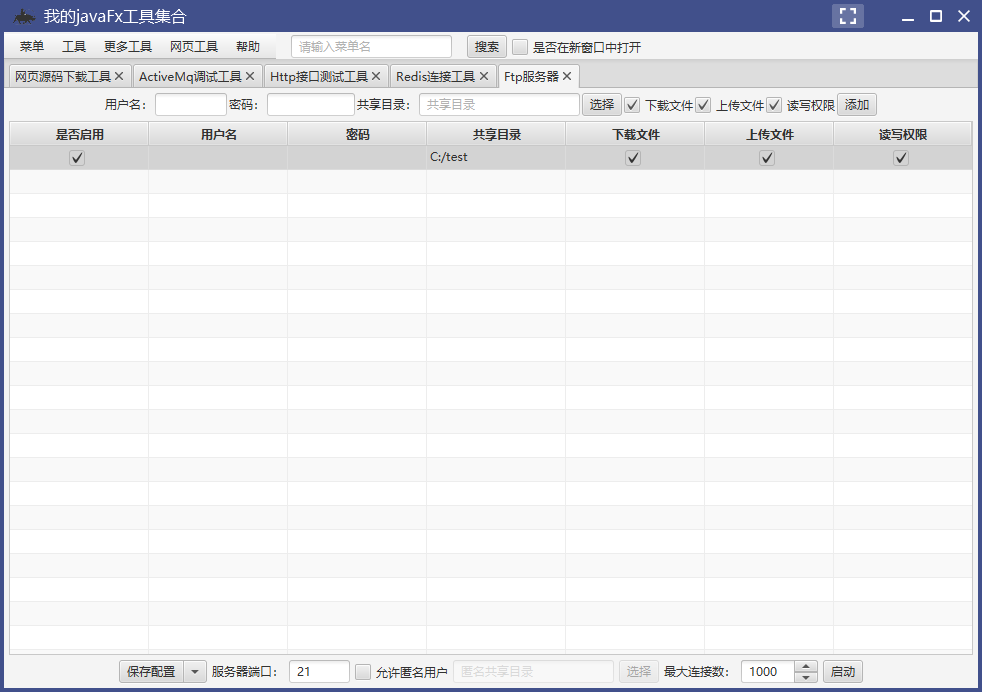 我的javaFx工具集合
菜单 工具 更多工具 网页工具 帮助 请输入菜单名 搜索 是否在新窗口中打开
网页源码下载工具 ActiveMq调试工具 Http接口测试工具 Redis连接工具 Ftp服务器
用户名: 密码: 共享目录: 共享目录 选择 下载文件 上传文件 读写权限 添加
是否启用 用户名 密码 共享目录 下载文件 上传文件 读写权限
C:/test
保存配置 服务器端口: 21 允许匿名用户 匿名共享目录 选择 最大连接数: 1000 启动